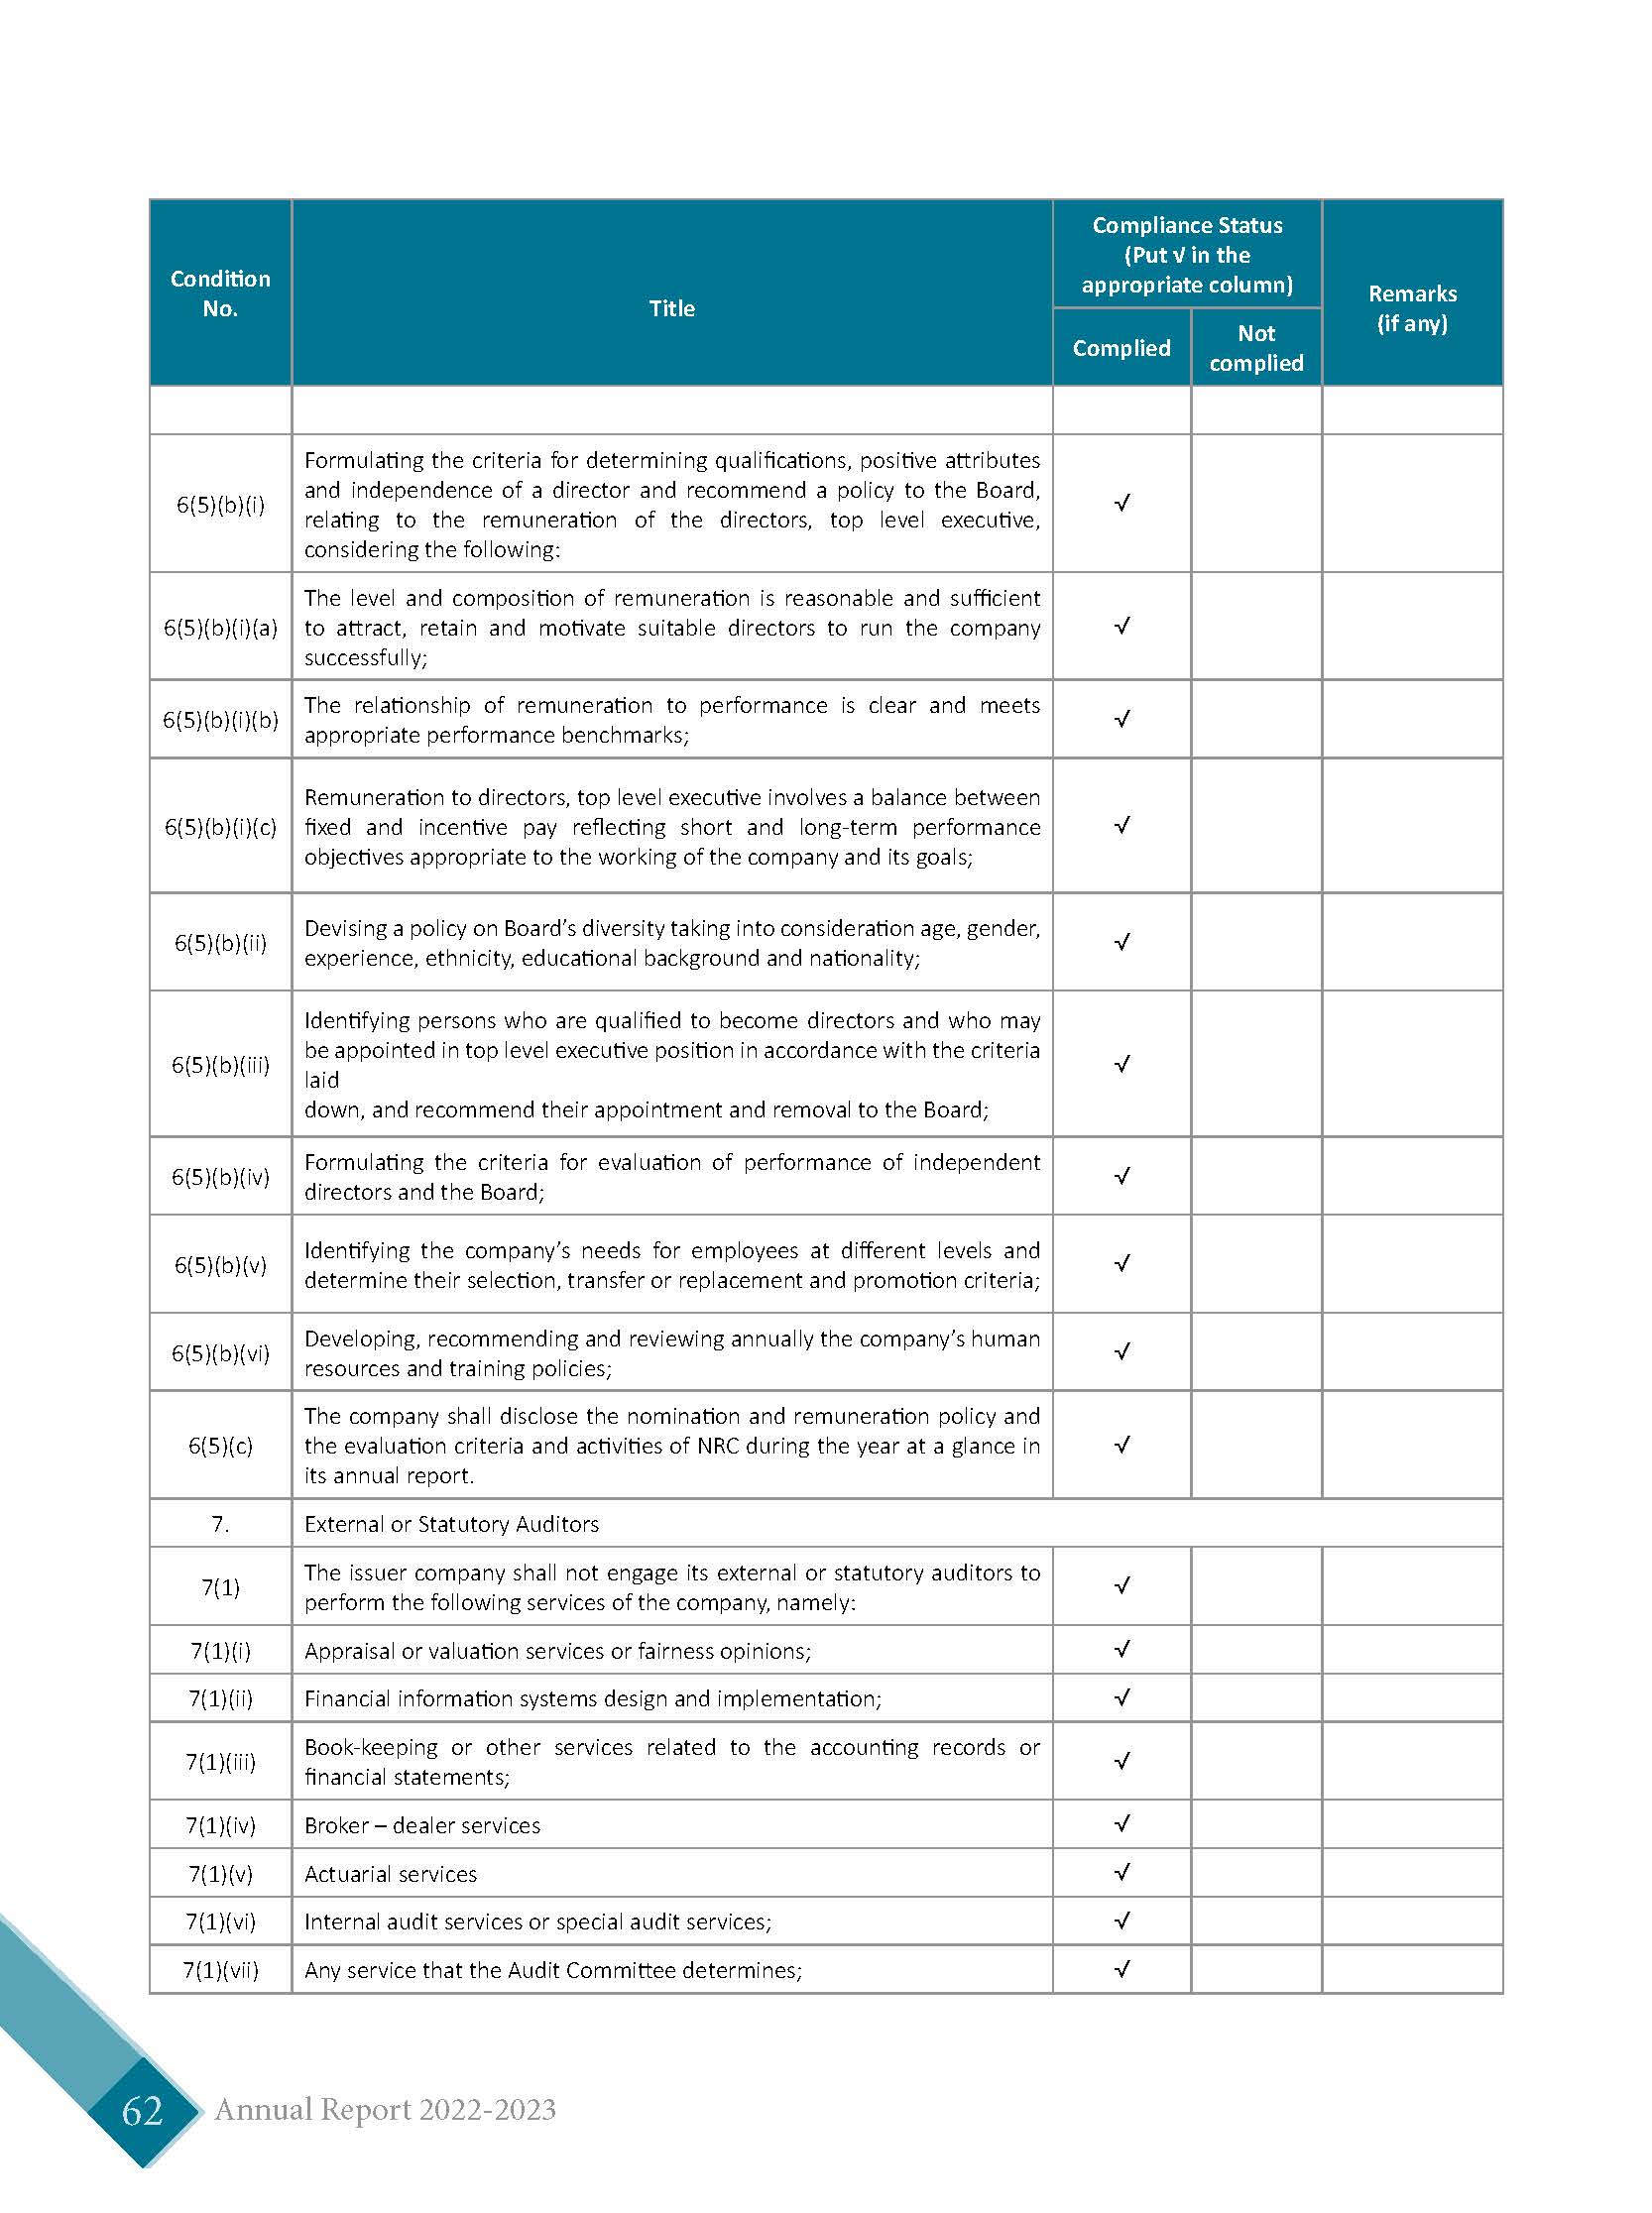 Condition
No.
Title
Compliance Status
(Put √ in the
appropriate column)
Remarks
(if any)
Complied
Not
complied
6(5)(b)(i)
Formulating the criteria for determining qualifications, positive attributes
and independence of a director and recommend a policy to the Board,
relating to the remuneration of the directors, top level executive,
considering the following:
√
6(5)(b)(i)(a)
The level and composition of remuneration is reasonable and sufficient
to attract, retain and motivate suitable directors to run the company
successfully;
√
6(5)(b)(i)(b)
The relationship of remuneration to performance is clear and meets
appropriate performance benchmarks;
√
6(5)(b)(i)(c)
Remuneration to directors, top level executive involves a balance between
fixed and incentive pay reflecting short and long-term performance
objectives appropriate to the working of the company and its goals;
√
6(5)(b)(ii)
Devising a policy on Board’s diversity taking into consideration age, gender,
experience, ethnicity, educational background and nationality;
√
6(5)(b)(iii)
Identifying persons who are qualified to become directors and who may
be appointed in top level executive position in accordance with the criteria
laid
down, and recommend their appointment and removal to the Board;
√
6(5)(b)(iv)
Formulating the criteria for evaluation of performance of independent
directors and the Board;
√
6(5)(b)(v)
Identifying the company’s needs for employees at different levels and
determine their selection, transfer or replacement and promotion criteria;
√
6(5)(b)(vi)
Developing, recommending and reviewing annually the company’s human
resources and training policies;
√
6(5)(c)
The company shall disclose the nomination and remuneration policy and
the evaluation criteria and activities of NRC during the year at a glance in
its annual report.
√
7.
External or Statutory Auditors
7(1)
The issuer company shall not engage its external or statutory auditors to
perform the following services of the company, namely:
√
7(1)(i)
Appraisal or valuation services or fairness opinions;
√
7(1)(ii)
Financial information systems design and implementation;
√
7(1)(iii)
Book-keeping or other services related to the accounting records or
financial statements;
√
7(1)(iv)
Broker – dealer services
√
7(1)(v)
Actuarial services
√
7(1)(vi)
Internal audit services or special audit services;
√
7(1)(vii)
Any service that the Audit Committee determines;
√
62
Annual Report 2022-2023